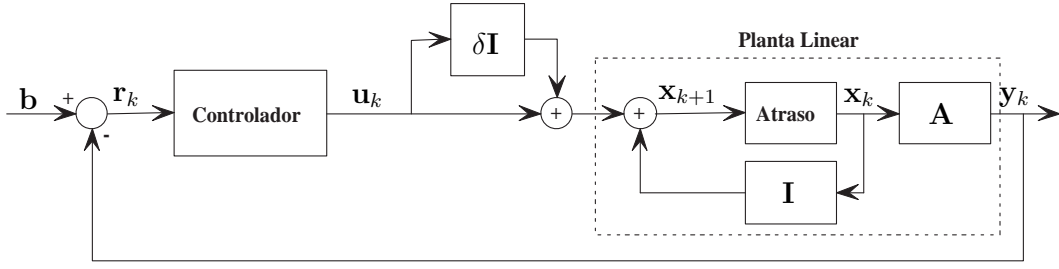 δI
Planta Linear
b
+
r_k
-
Controlador
u_k
+
+
x_{k+1}
Atraso
x_k
A
y_k
I